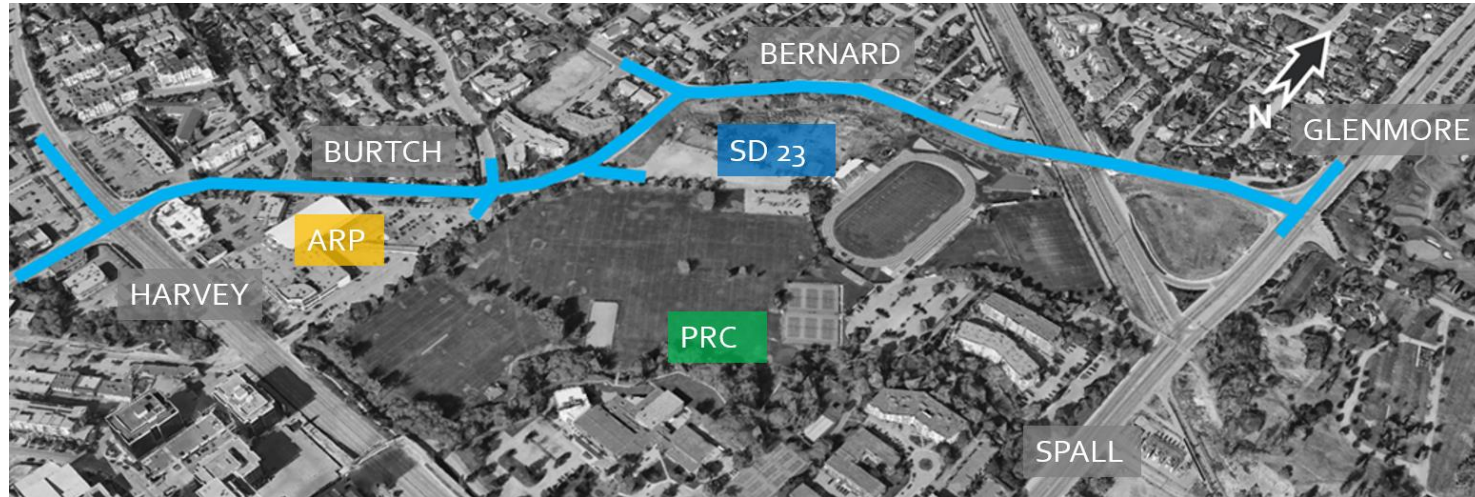 BERNARD
N
GLENMORE
BURTCH
SD 23
ARP
HARVEY
PRC
SPALL